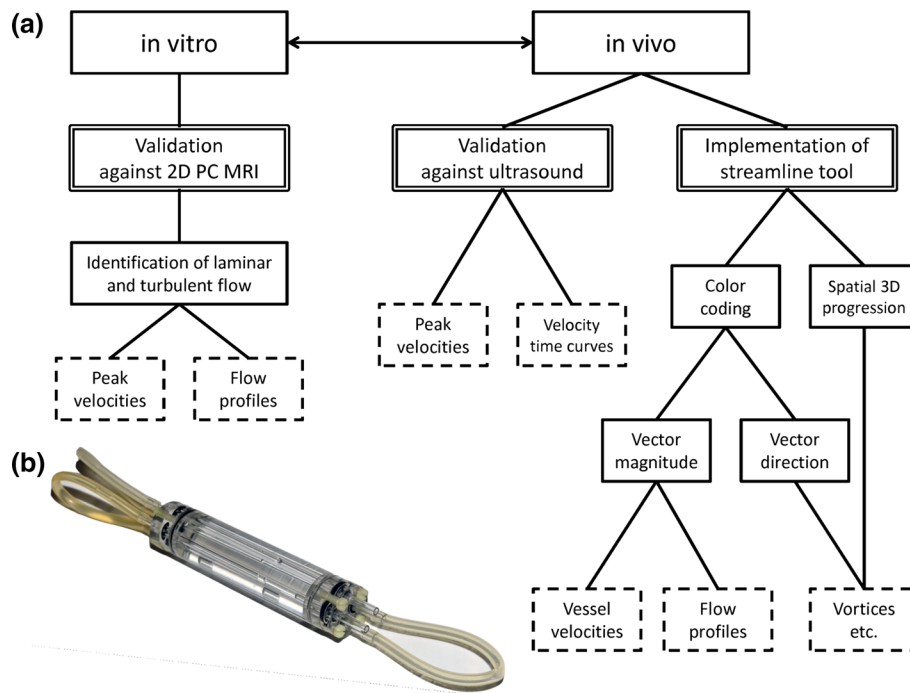 (a)
in vitro
in vivo
Validation
against 2D PC MRI
Validation
against ultrasound
Implementation of
streamline tool
Identification of laminar
and turbulent flow
Color
coding
Spatial 3D
progression
Peak
velocities
Velocity
time curves
Peak
velocities
Flow
profiles
Vector
magnitude
Vector
direction
(b)
Vessel
velocities
Flow
profiles
Vortices
etc.